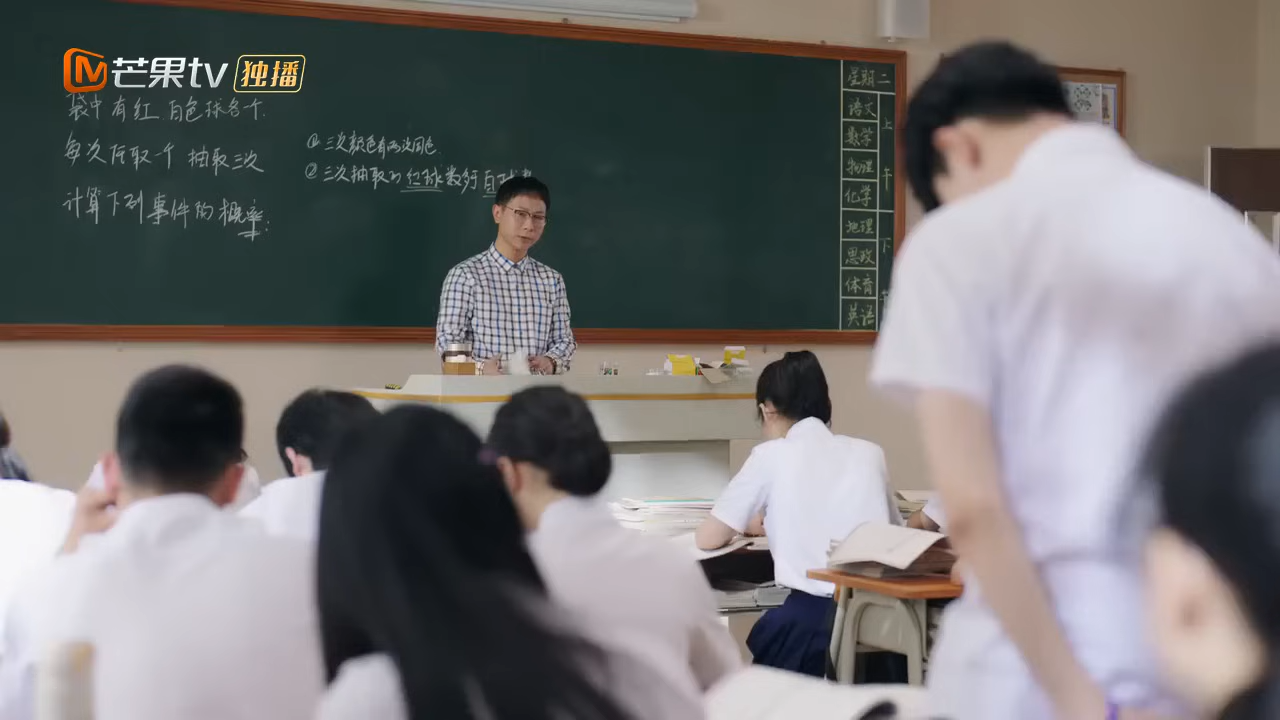 芒果tv 独播
袋中有红.白色球各一个.
每次任取一个 抽取三次
计算下列事件的概率:
①三次颜色有两次同色
②三次抽取的红球数多于白球
星期二
语文
数学
物理
化学
地理
思政
体育
英语
上
午
下